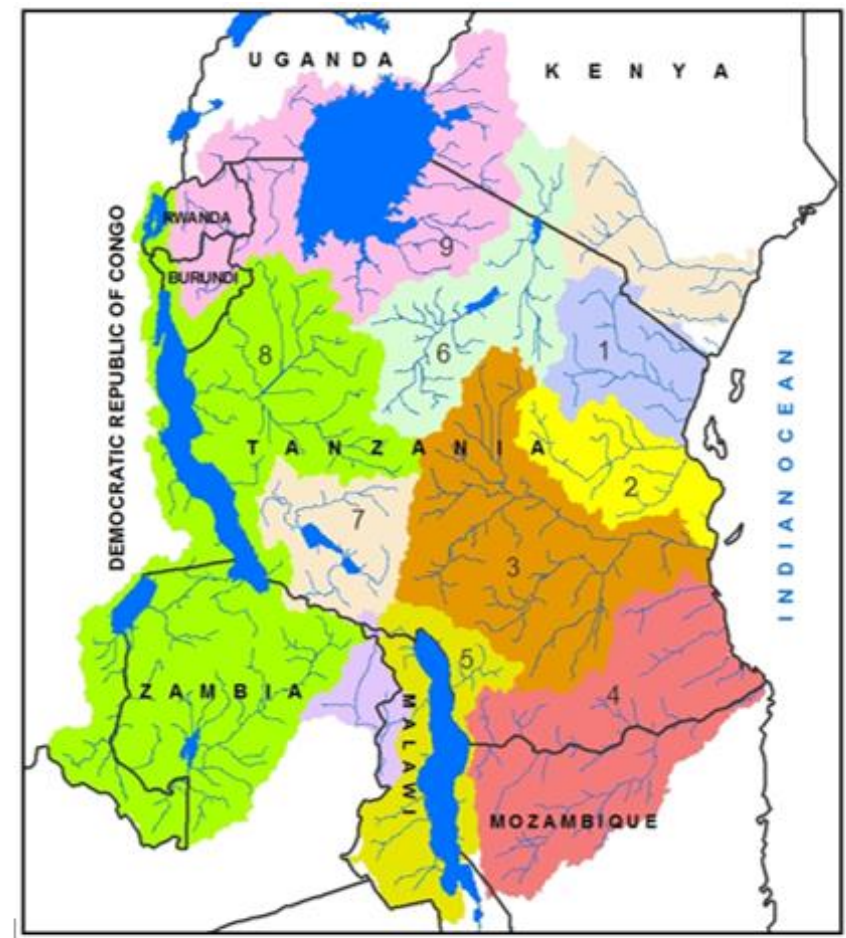 UGANDA
KENYA
RWANDA
BURUNDI
DEMOCRATIC REPUBLIC OF CONGO
9
1
6
8
TANZANIA
2
7
3
INDIAN OCEAN
5
4
ZAMBIA
MALAWI
MOZAMBIQUE